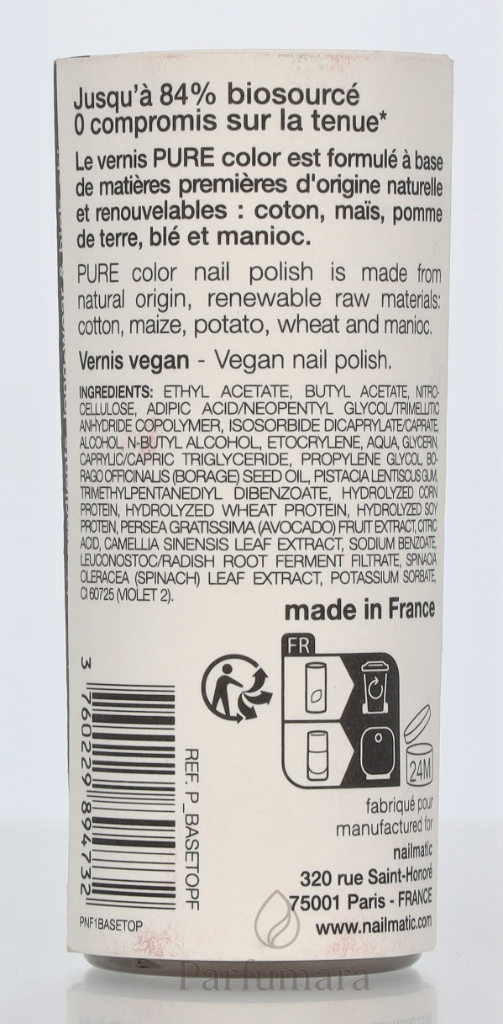 Jusqu'à 84% biosourcé
0 compromis sur la tenue*
Le vernis PURE color est formulé à base
de matières premières d'origine naturelle
et renouvelables : coton, maïs, pomme
de terre, blé et manioc.
PURE color nail polish is made from
natural origin, renewable raw materials:
cotton, maize, potato, wheat and manioc.
Vernis vegan - Vegan nail polish.
INGREDIENTS: ETHYL ACETATE, BUTYL ACETATE, NITRO-
CELLULOSE, ADIPIC ACID/NEOPENTYL GLYCOL/TRIMELLITIC
ANHYDRIDE COPOLYMER, ISOSORBIDE DICAPRYLATE/CAPRATE,
ALCOHOL, N-BUTYL ALCOHOL, ETOCRYLENE, AQUA, GLYCERIN,
CAPRYLIC/CAPRIC TRIGLYCERIDE, PROPYLENE GLYCOL, BO-
RAGO OFFICINALIS (BORAGE) SEED OIL, PISTACIA LENTISCUS GUM,
TRIMETHYLPENTANEDIYL DIBENZOATE, HYDROLYZED CORN
PROTEIN, HYDROLYZED WHEAT PROTEIN, HYDROLYZED SOY
PROTEIN, PERSEA GRATISSIMA (AVOCADO) FRUIT EXTRACT, CITRIC
ACID, CAMELLIA SINENSIS LEAF EXTRACT, SODIUM BENZOATE,
LEUCONOSTOC/RADISH ROOT FERMENT FILTRATE, SPINACIA
OLERACEA (SPINACH) LEAF EXTRACT, POTASSIUM SORBATE,
CI 60725 (VIOLET 2).
made in France
FR
24M
3 760229 894732
REF. P_BASETOPF
PNF1BASETOP
fabriqué pour
manufactured for
nailmatic
320 rue Saint-Honoré
75001 Paris - FRANCE
www.nailmatic.com
Parfumara